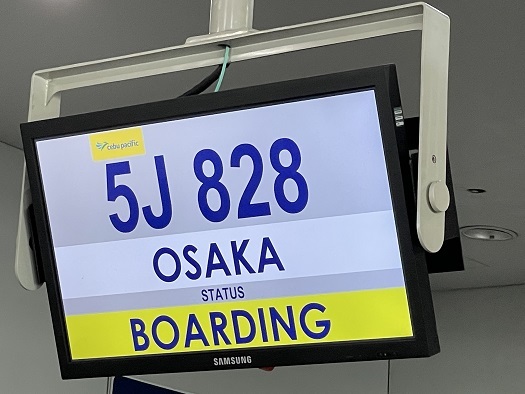 cebu pacific
5J 828
OSAKA
STATUS
BOARDING
SAMSUNG